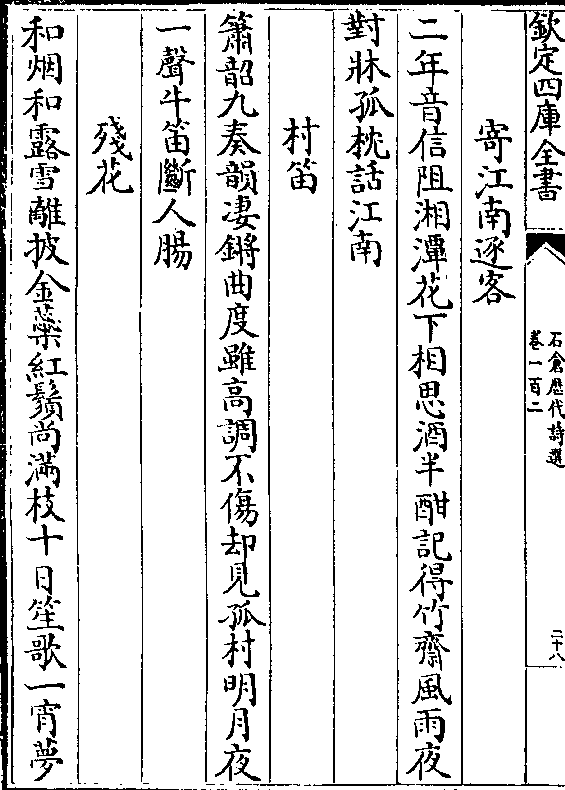 欽定四庫全書
石倉歷代詩選
卷一百二
二十八
寄江南逐客
二年音信阻湘潭花下相思酒半酣記得竹齋風雨夜
對牀孤枕話江南
村笛
簫韶九奏韻凄鏘曲度雖高調不傷却見孤村明月夜
一聲牛笛斷人腸
殘花
和烟和露雪離披金蘂紅鬚尚滿枝十日笙歌一宵夢